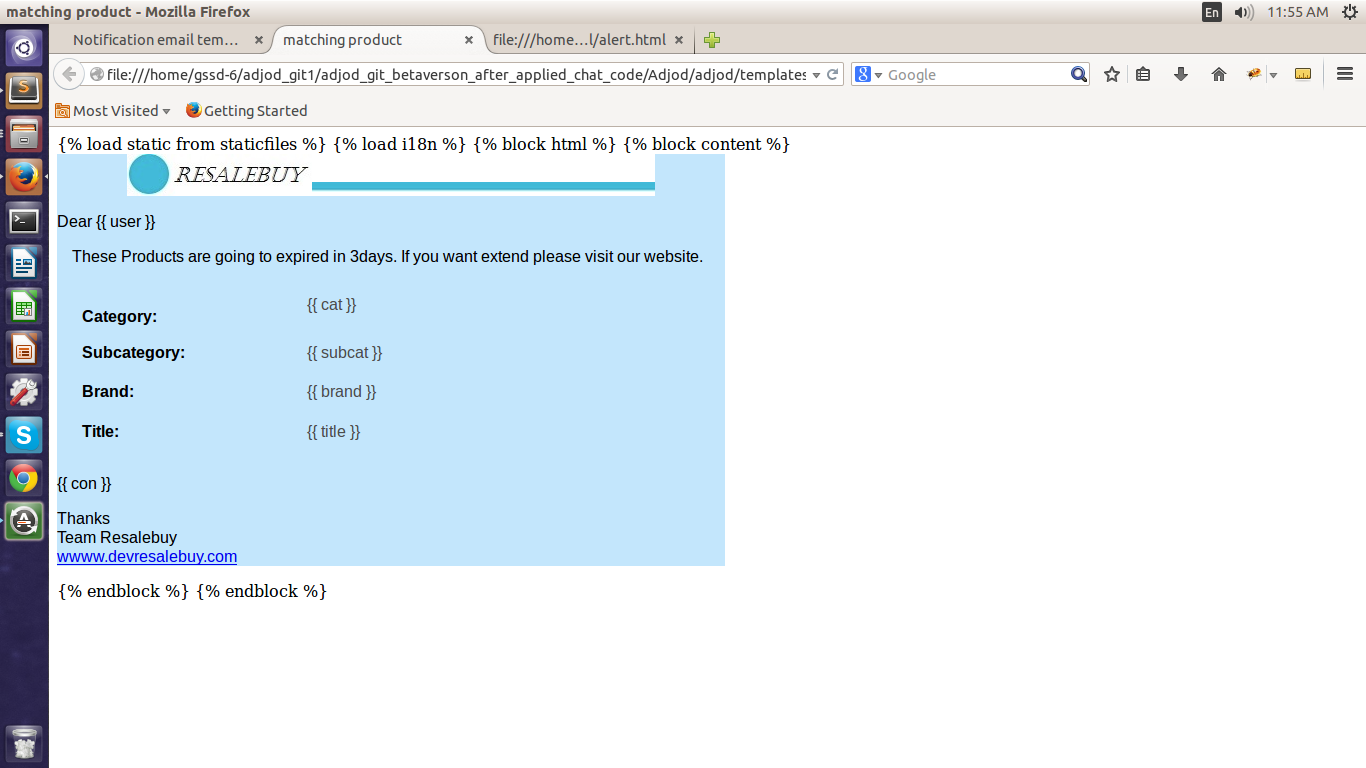 matching product - Mozilla Firefox
En
11:55 AM
Notification email tem...
matching product
file:///home...l/alert.html
file:///home/gssd-6/adjod_git1/adjod_git_betaverson_after_applied_chat_code/Adjod/adjod/templates
Google
Most Visited
Getting Started
{% load static from staticfiles %} {% load i18n %} {% block html %} {% block content %}
RESALEBUY
Dear {{ user }}
These Products are going to expired in 3days. If you want extend please visit our website.
Category: {{ cat }}
Subcategory: {{ subcat }}
Brand: {{ brand }}
Title: {{ title }}
{{ con }}
Thanks
Team Resalebuy
wwww.devresalebuy.com
{% endblock %} {% endblock %}